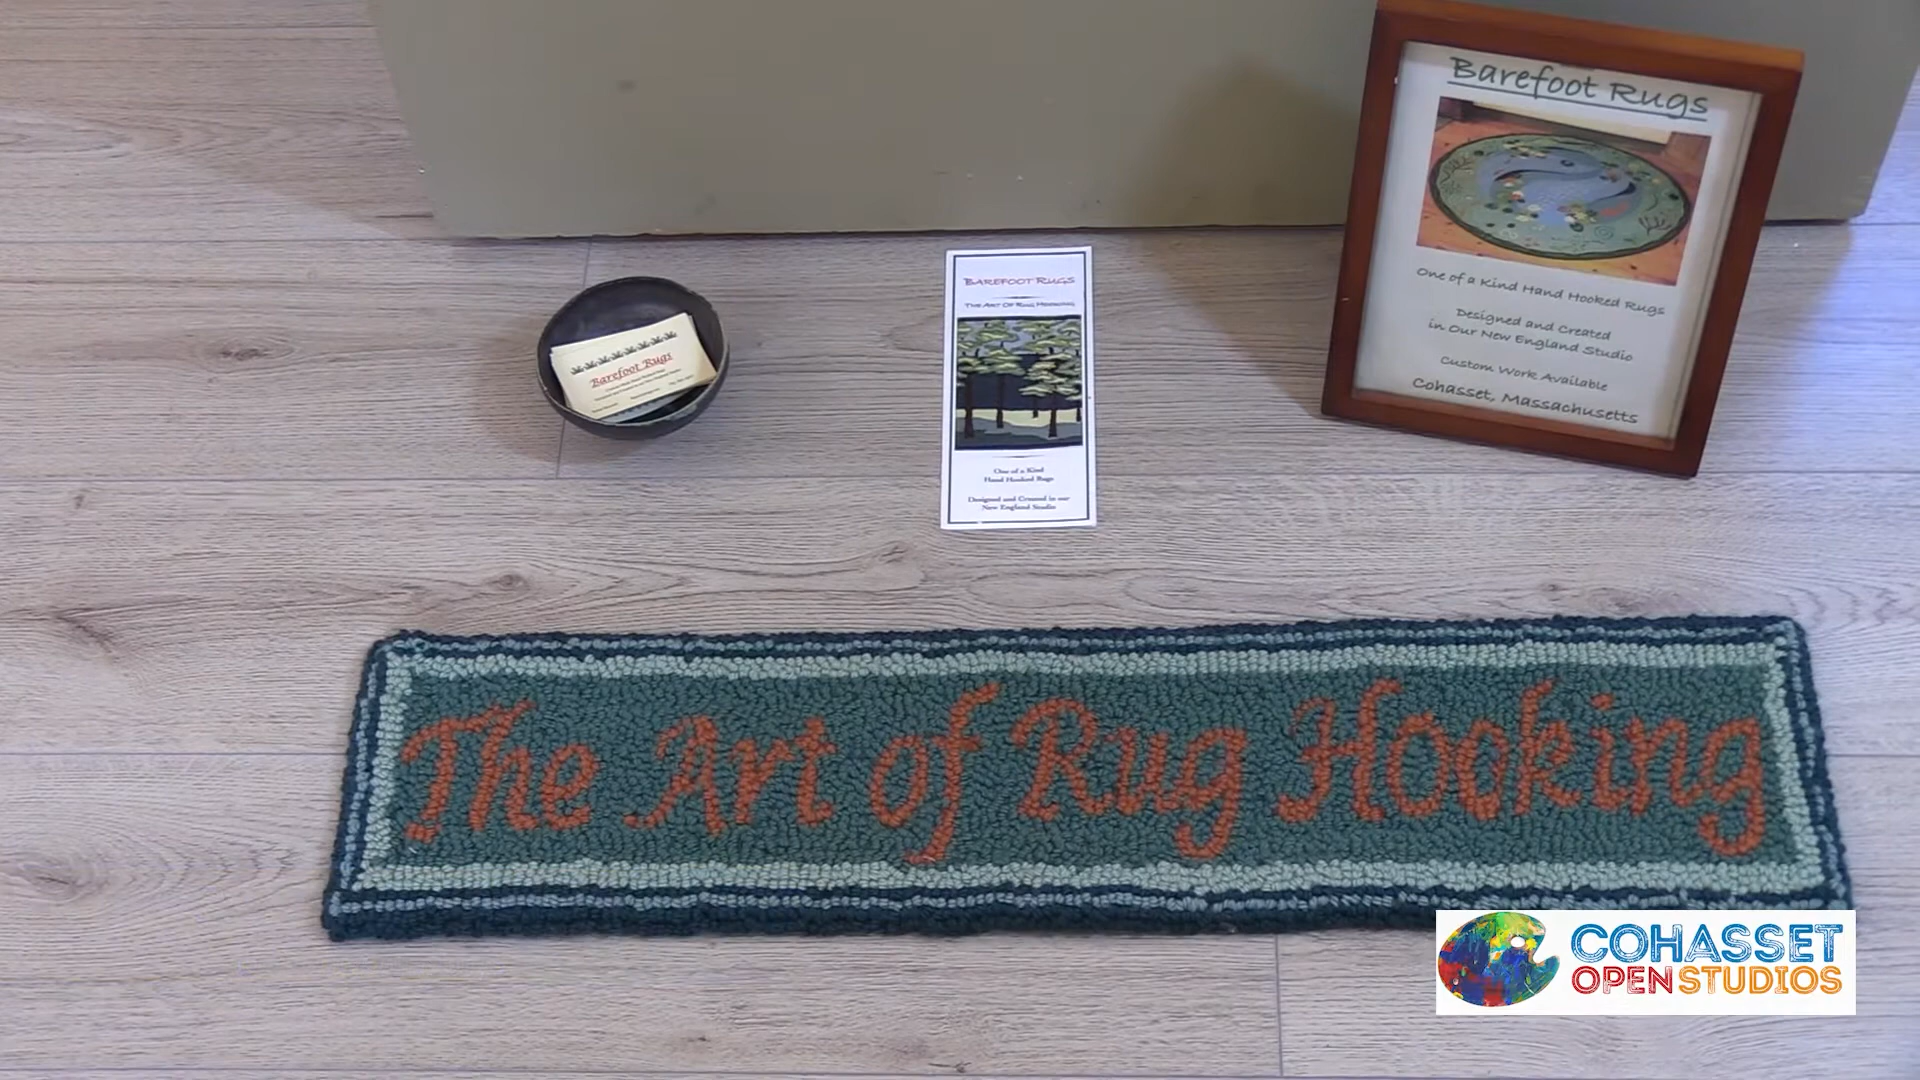 Barefoot Rugs
One of a Kind Hand Hooked Rugs
Designed and Created
in Our New England Studio
Custom Work Available
Cohasset, Massachusetts
BAREFOOT RUGS
THE ART OF RUG HOOKING
One of a Kind
Hand Hooked Rugs
Designed and Created in our
New England Studio
Barefoot Rugs
The Art of Rug Hooking
COHASSET
OPEN STUDIOS